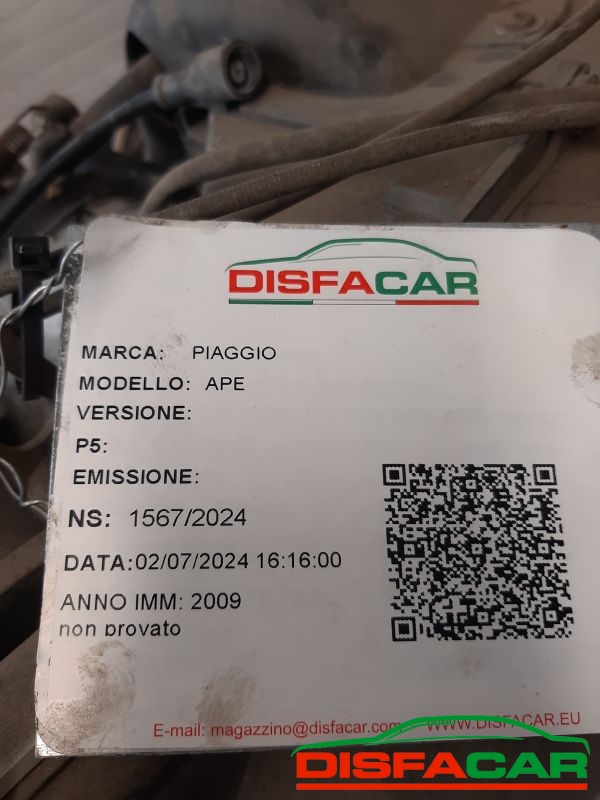 DISFACAR
MARCA: PIAGGIO
MODELLO: APE
VERSIONE:
P5:
EMISSIONE:
NS: 1567/2024
DATA:02/07/2024 16:16:00
ANNO IMM: 2009
non provato
E-mail: magazzino@disfacar.com - WWW.DISFACAR.EU
DISFACAR